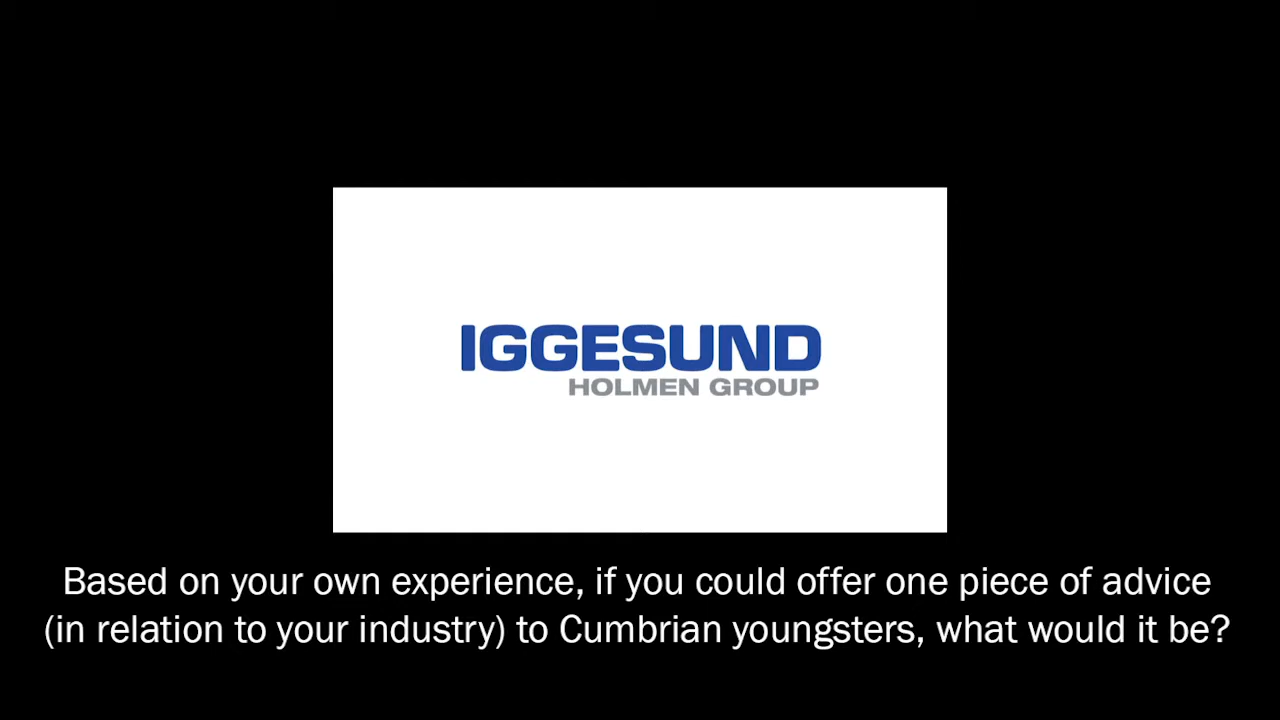 IGGESUND
HOLMEN GROUP
Based on your own experience, if you could offer one piece of advice
(in relation to your industry) to Cumbrian youngsters, what would it be?